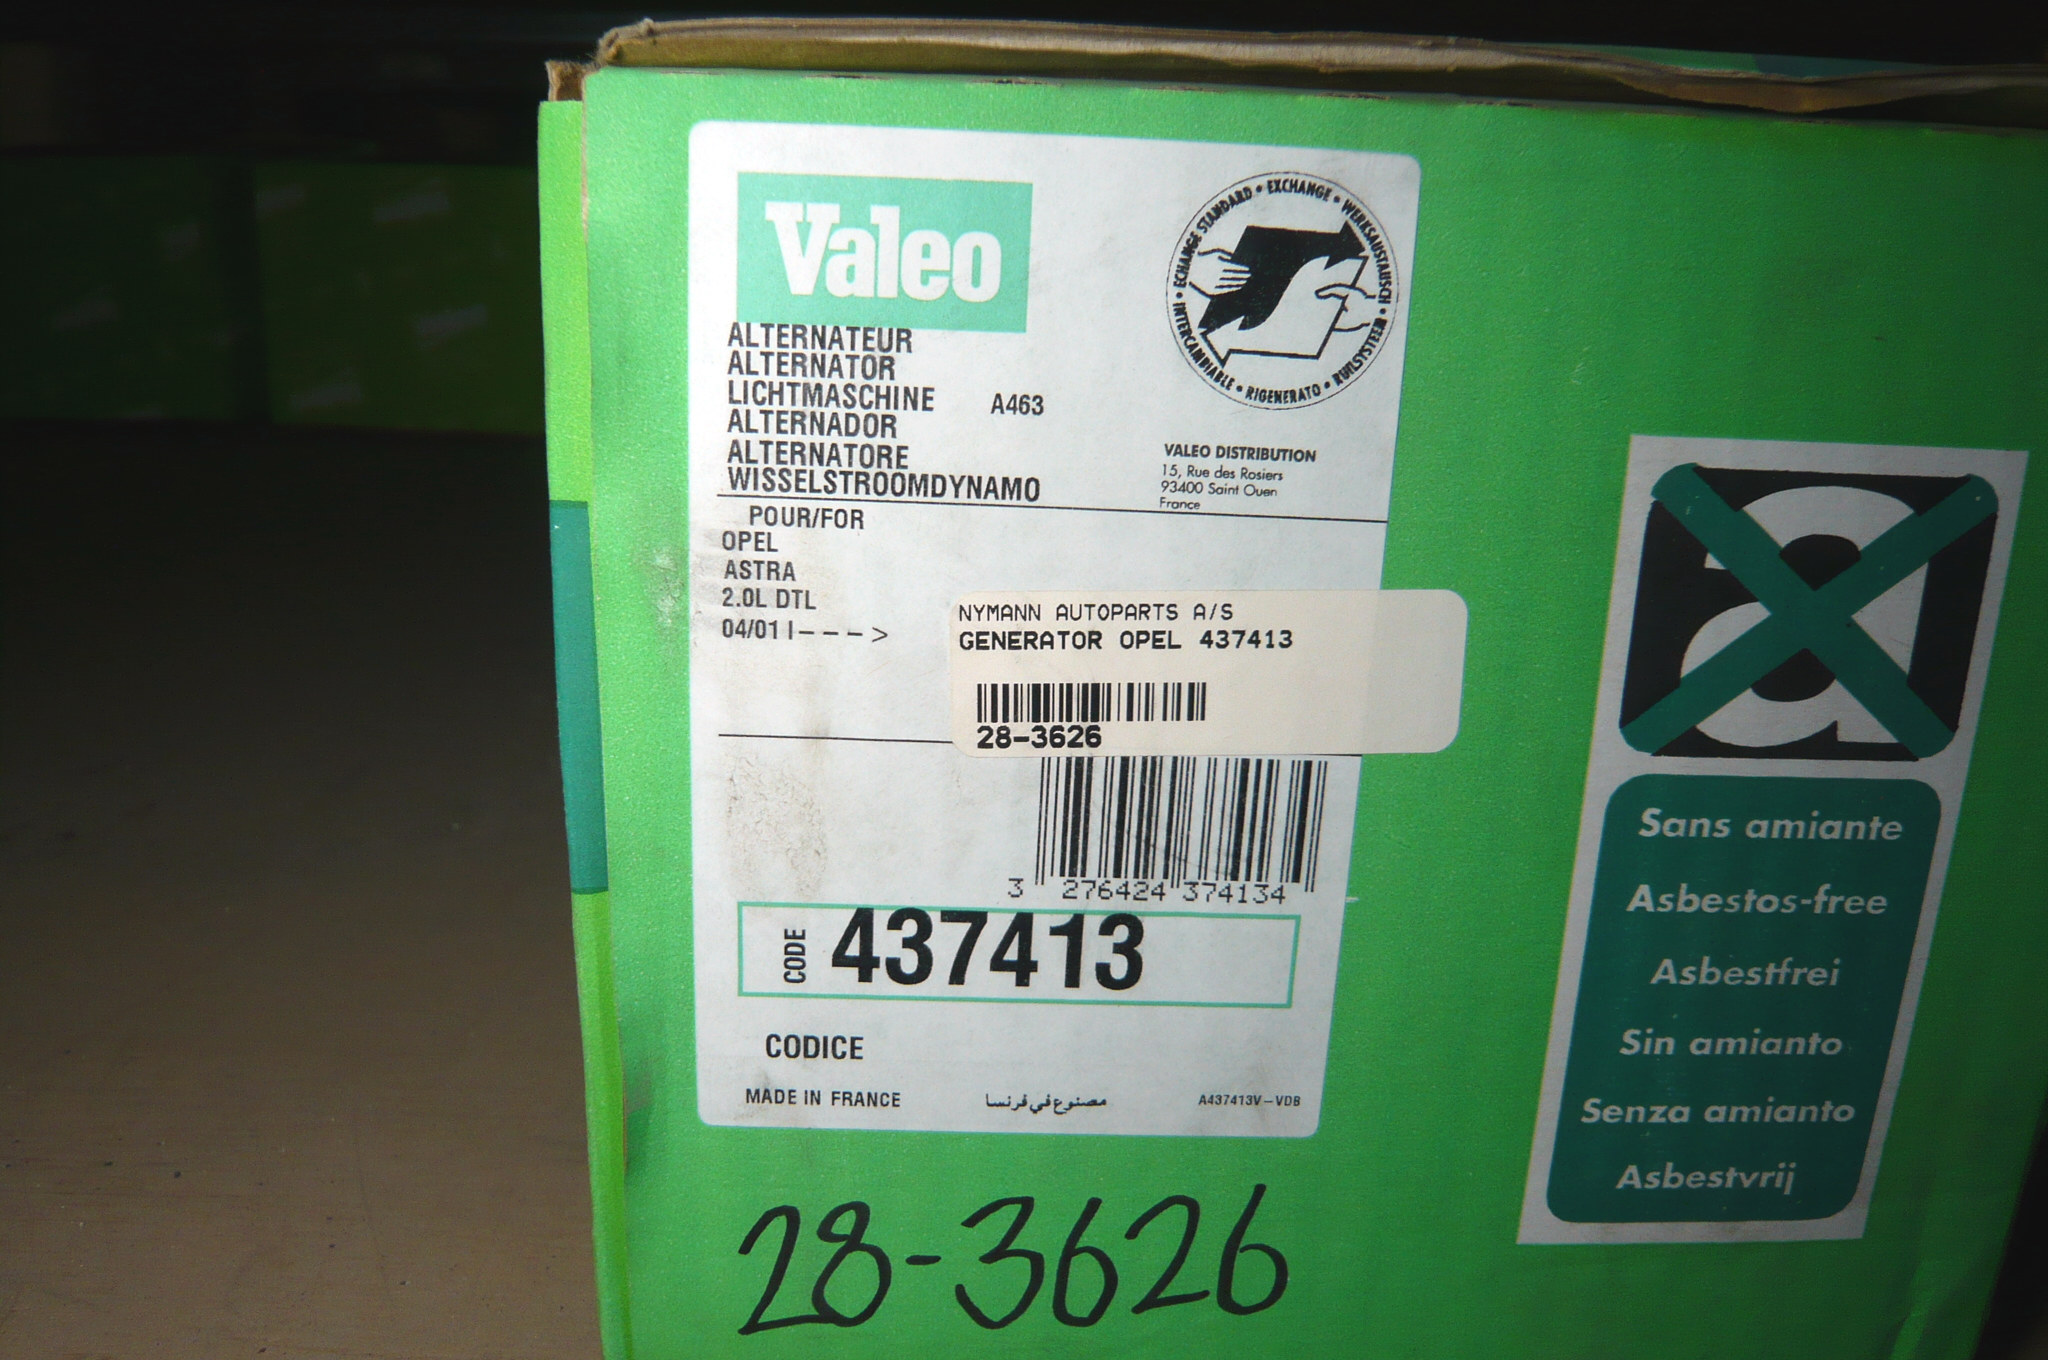 Valeo
ECHANGE STANDARD • EXCHANGE • WERKSAUSTAUSCH • RUILSYSTEEM • RIGENERATO • INTERCAMBIABLE •
ALTERNATEUR
ALTERNATOR
LICHTMASCHINE A463
ALTERNADOR
ALTERNATORE
WISSELSTROOMDYNAMO
VALEO DISTRIBUTION
15, Rue des Rosiers
93400 Saint Ouen
France
POUR/FOR
OPEL
ASTRA
2.0L DTL
04/01 I--->
NYMANN AUTOPARTS A/S
GENERATOR OPEL 437413
28-3626
3 276424 374134
CODE 437413
CODICE
MADE IN FRANCE مصنوع في فرنسا A437413V-VDB
28-3626
a
Sans amiante
Asbestos-free
Asbestfrei
Sin amianto
Senza amianto
Asbestvrij